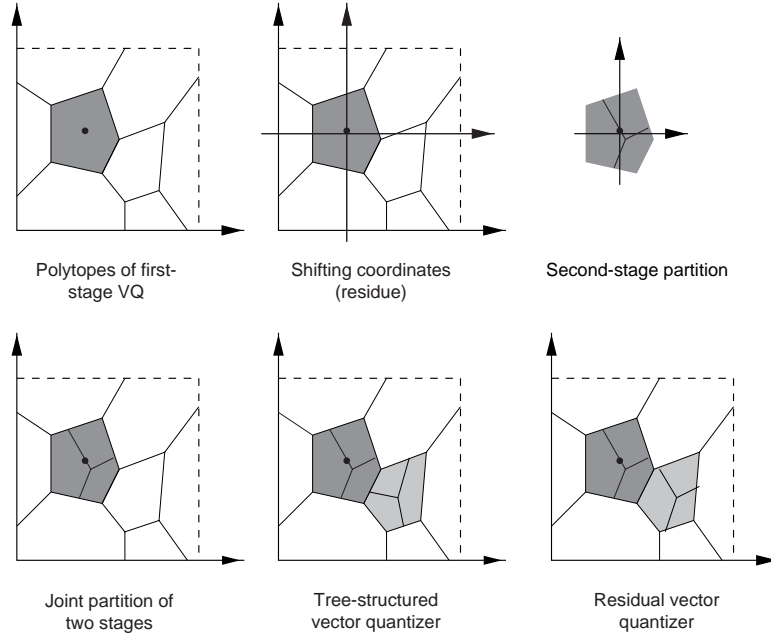 Polytopes of first-
stage VQ
Shifting coordinates
(residue)
Second-stage partition
Joint partition of
two stages
Tree-structured
vector quantizer
Residual vector
quantizer